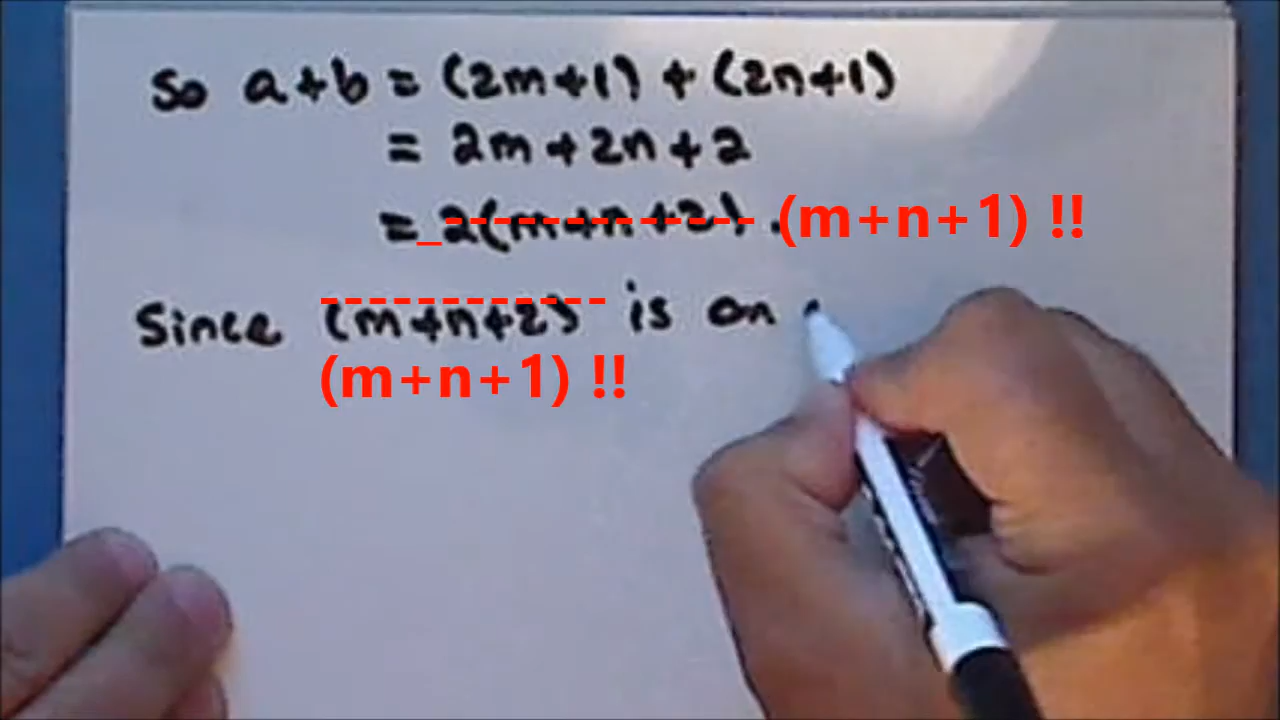 So a+b = (2m+1) + (2n+1)
= 2m+2n+2
= 2(m+n+2). (m+n+1) !!
Since (m+n+2) is an
(m+n+1) !!